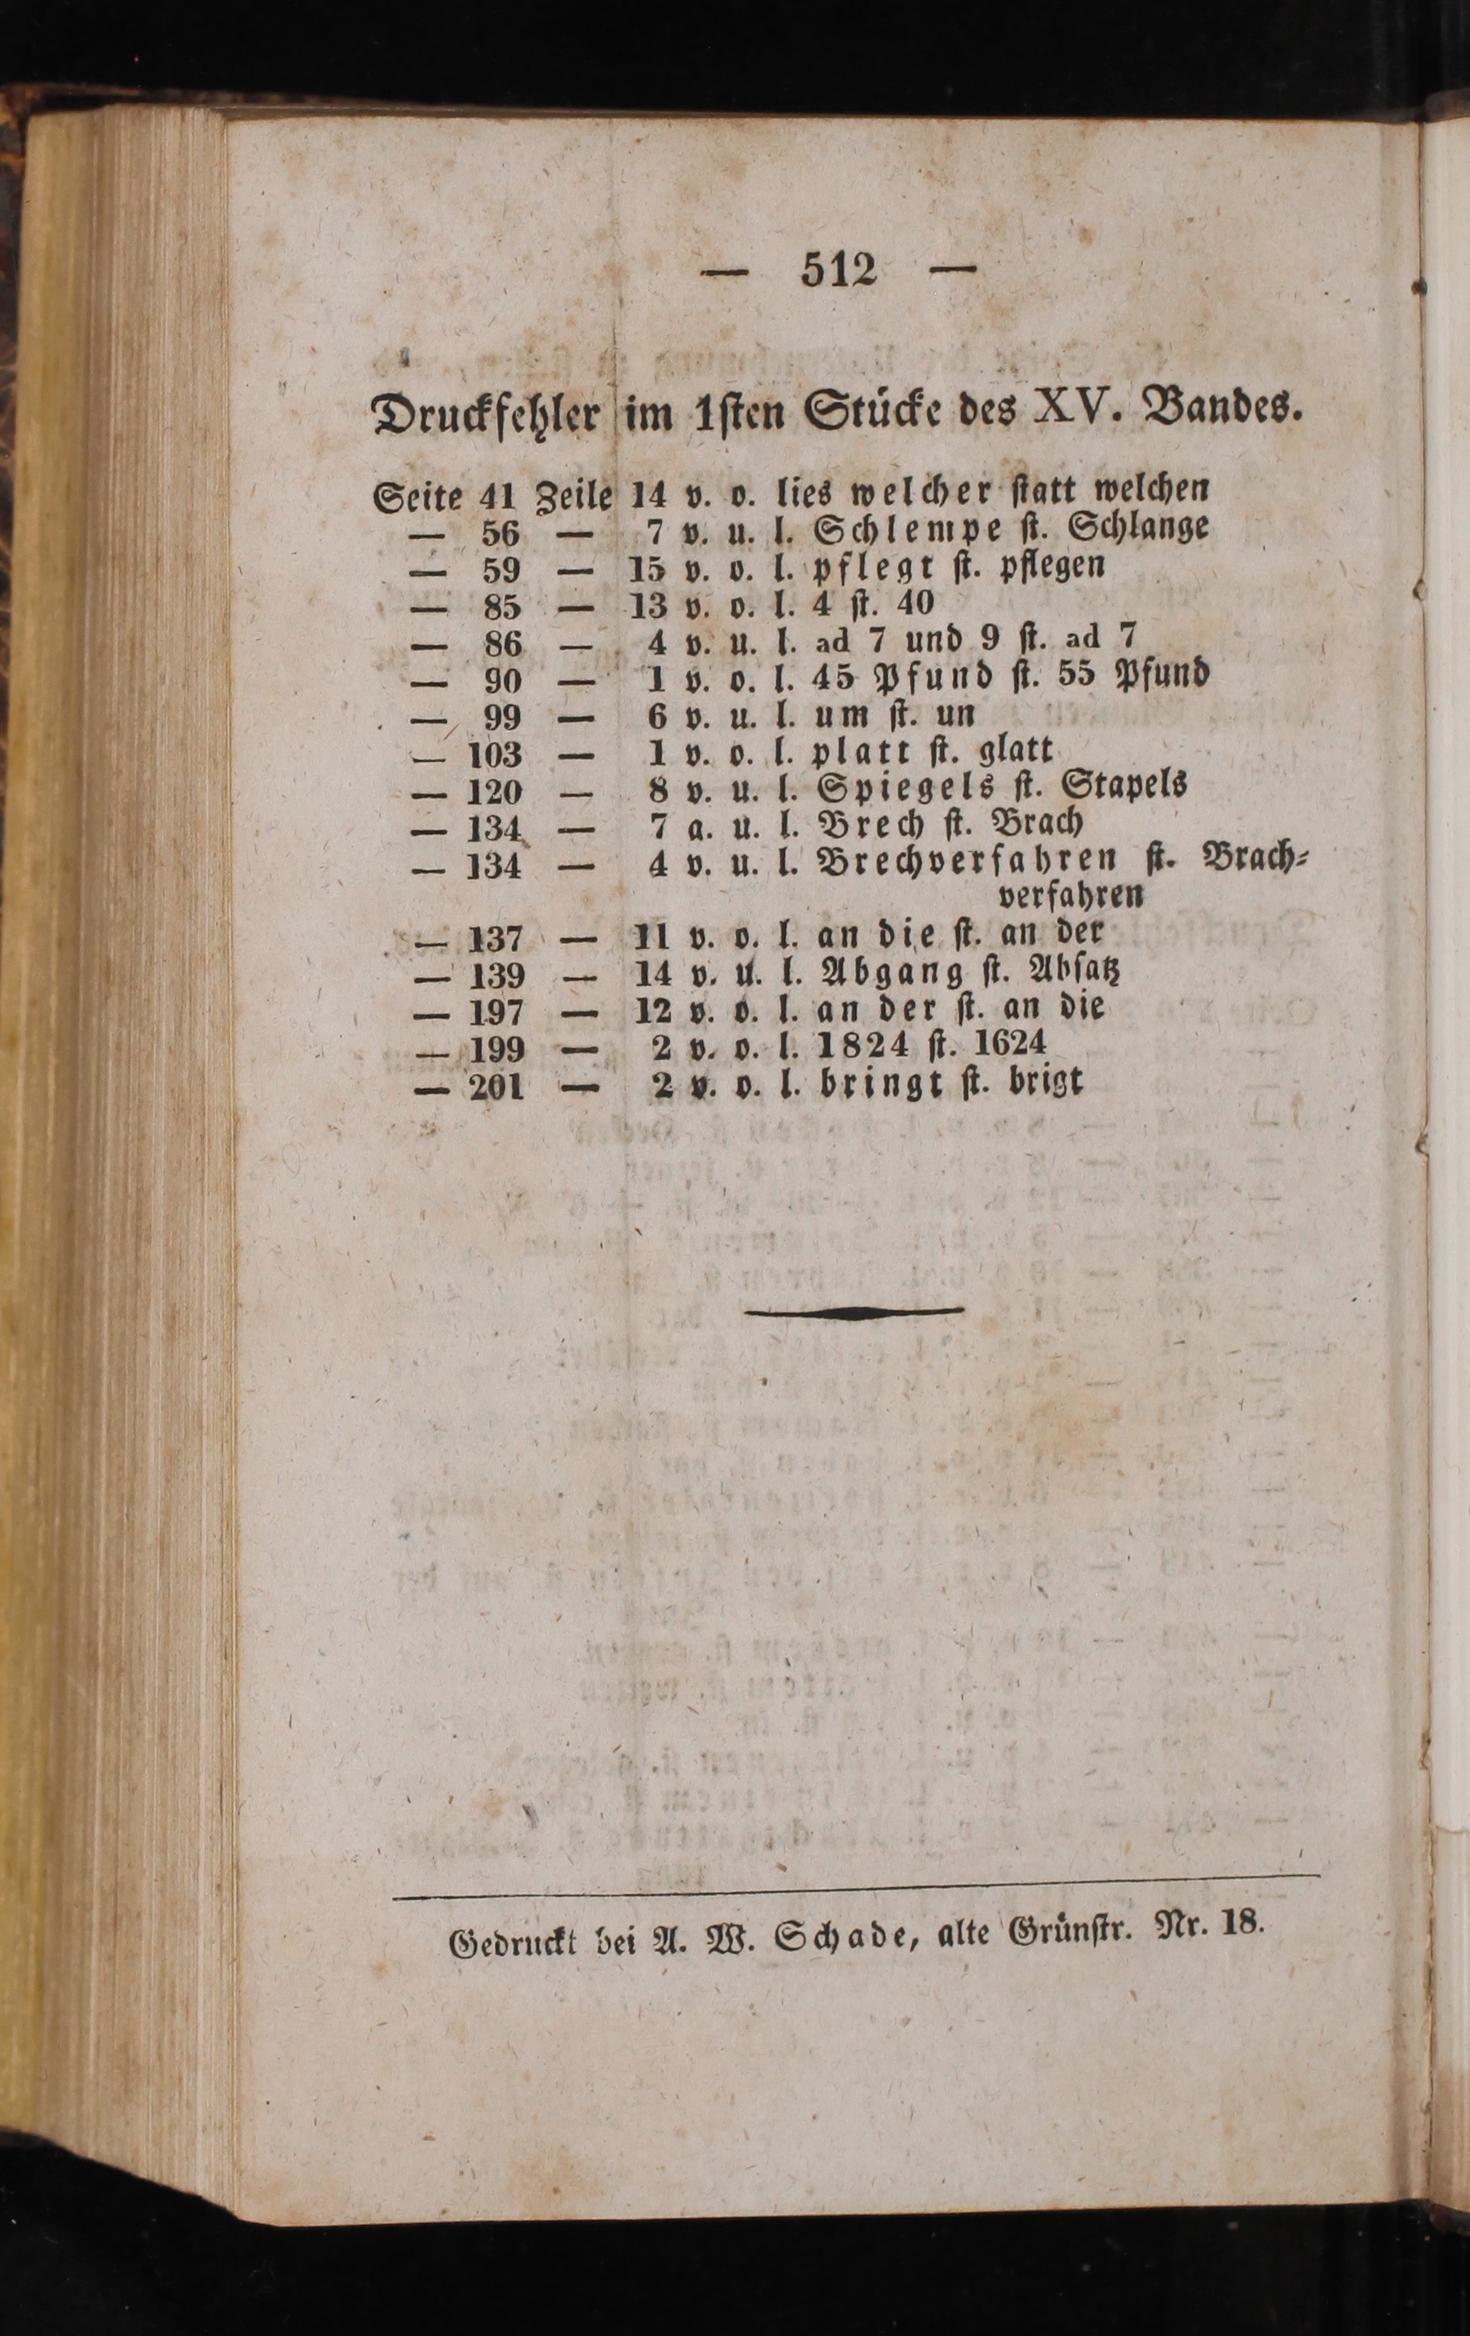 — 512 —
Druckfehler im 1sten Stücke des XV. Bandes.
Seite 41 Zeile 14 v. o. lies welcher statt welchen
— 56 — 7 v. u. l. Schlempe st. Schlange
— 59 — 15 v. o. l. pflegt st. pflegen
— 85 — 13 v. o. l. 4 st. 40
— 86 — 4 v. u. l. ad 7 und 9 st. ad 7
— 90 — 1 v. o. l. 45 Pfund st. 55 Pfund
— 99 — 6 v. u. l. um st. un
— 103 — 1 v. o. l. platt st. glatt
— 120 — 8 v. u. l. Spiegels st. Stapels
— 134 — 7 a. u. l. Brech st. Brach
— 134 — 4 v. u. l. Brechverfahren st. Brach-
verfahren
— 137 — 11 v. o. l. an die st. an der
— 139 — 14 v. u. l. Abgang st. Absatz
— 197 — 12 v. o. l. an der st. an die
— 199 — 2 v. o. l. 1824 st. 1624
— 201 — 2 v. o. l. bringt st. brigt
Gedruckt bei A. W. Schade, alte Grünstr. Nr. 18.